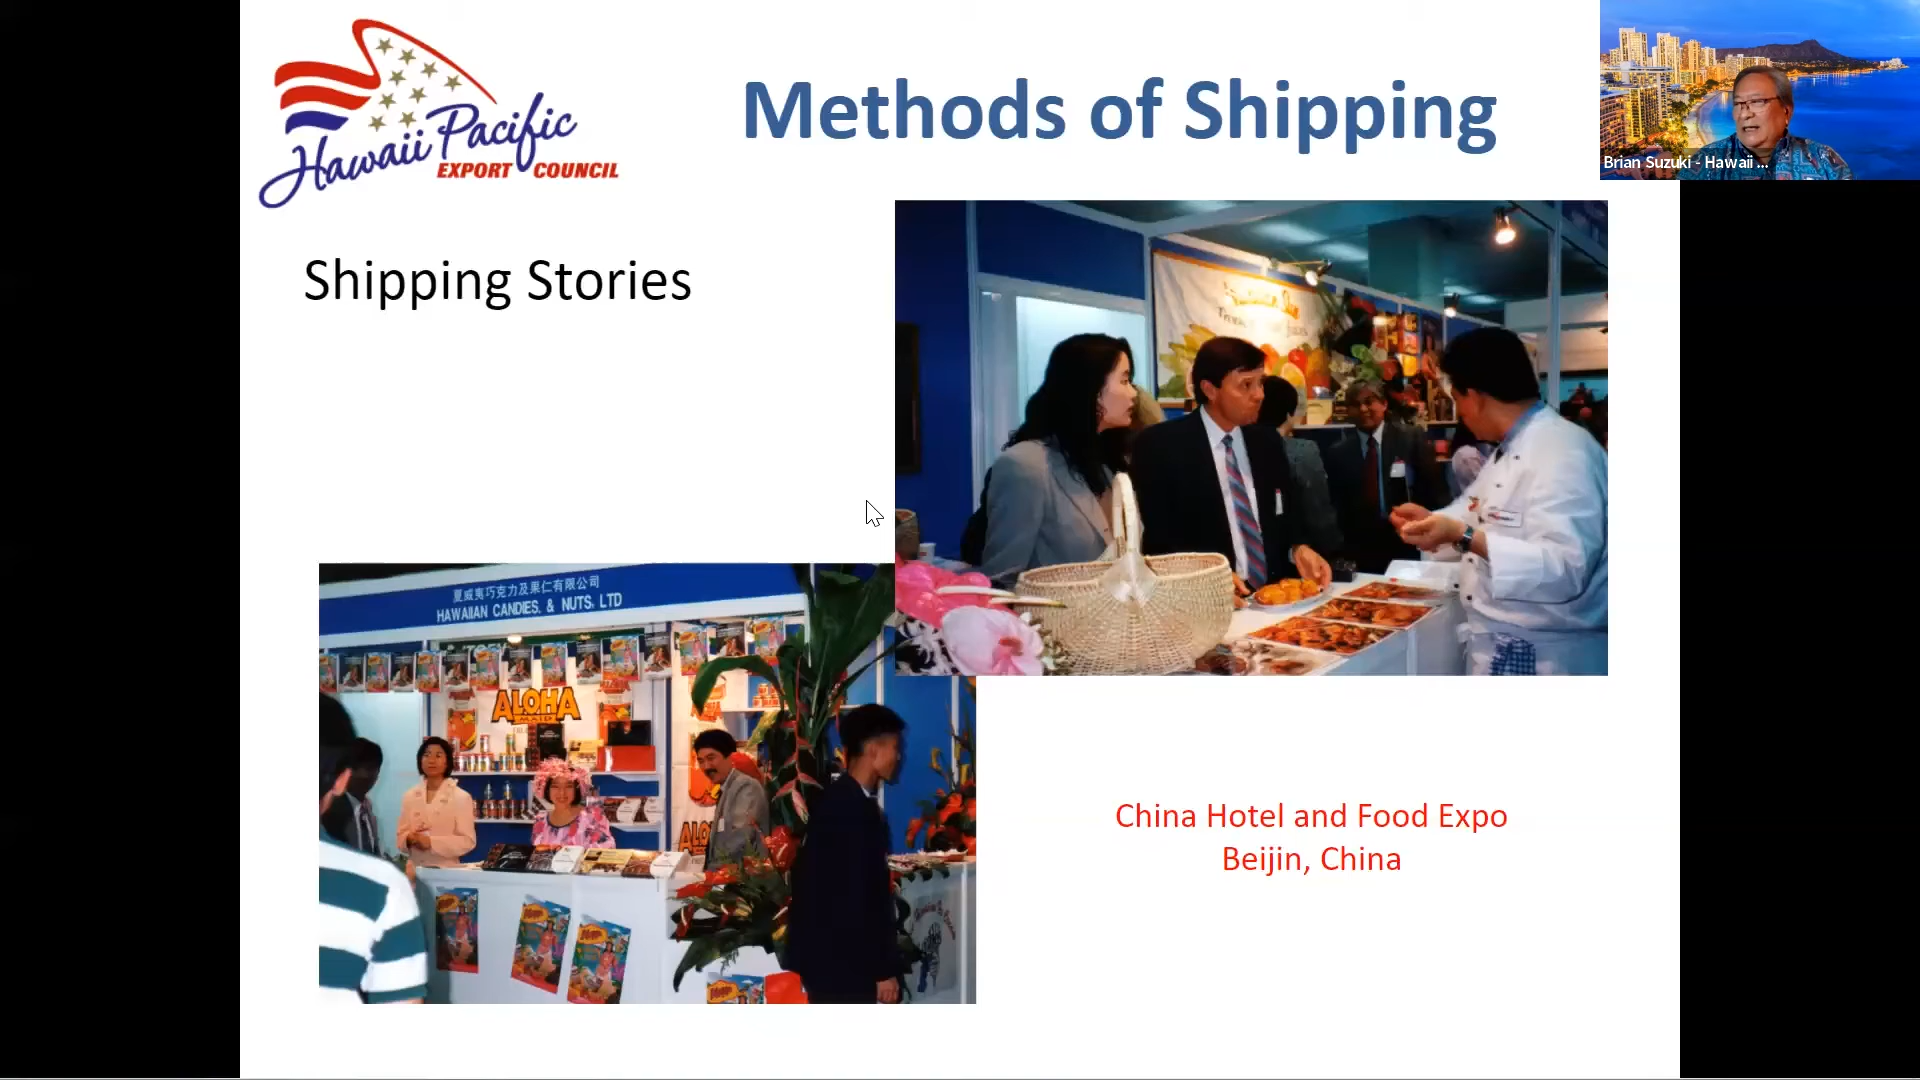 Hawaii Pacific
EXPORT COUNCIL
Methods of Shipping
Brian Suzuki - Hawaii ...
Shipping Stories
夏威夷巧克力及果仁有限公司
HAWAIIAN CANDIES & NUTS, LTD
ALOHA
MAID
China Hotel and Food Expo
Beijin, China